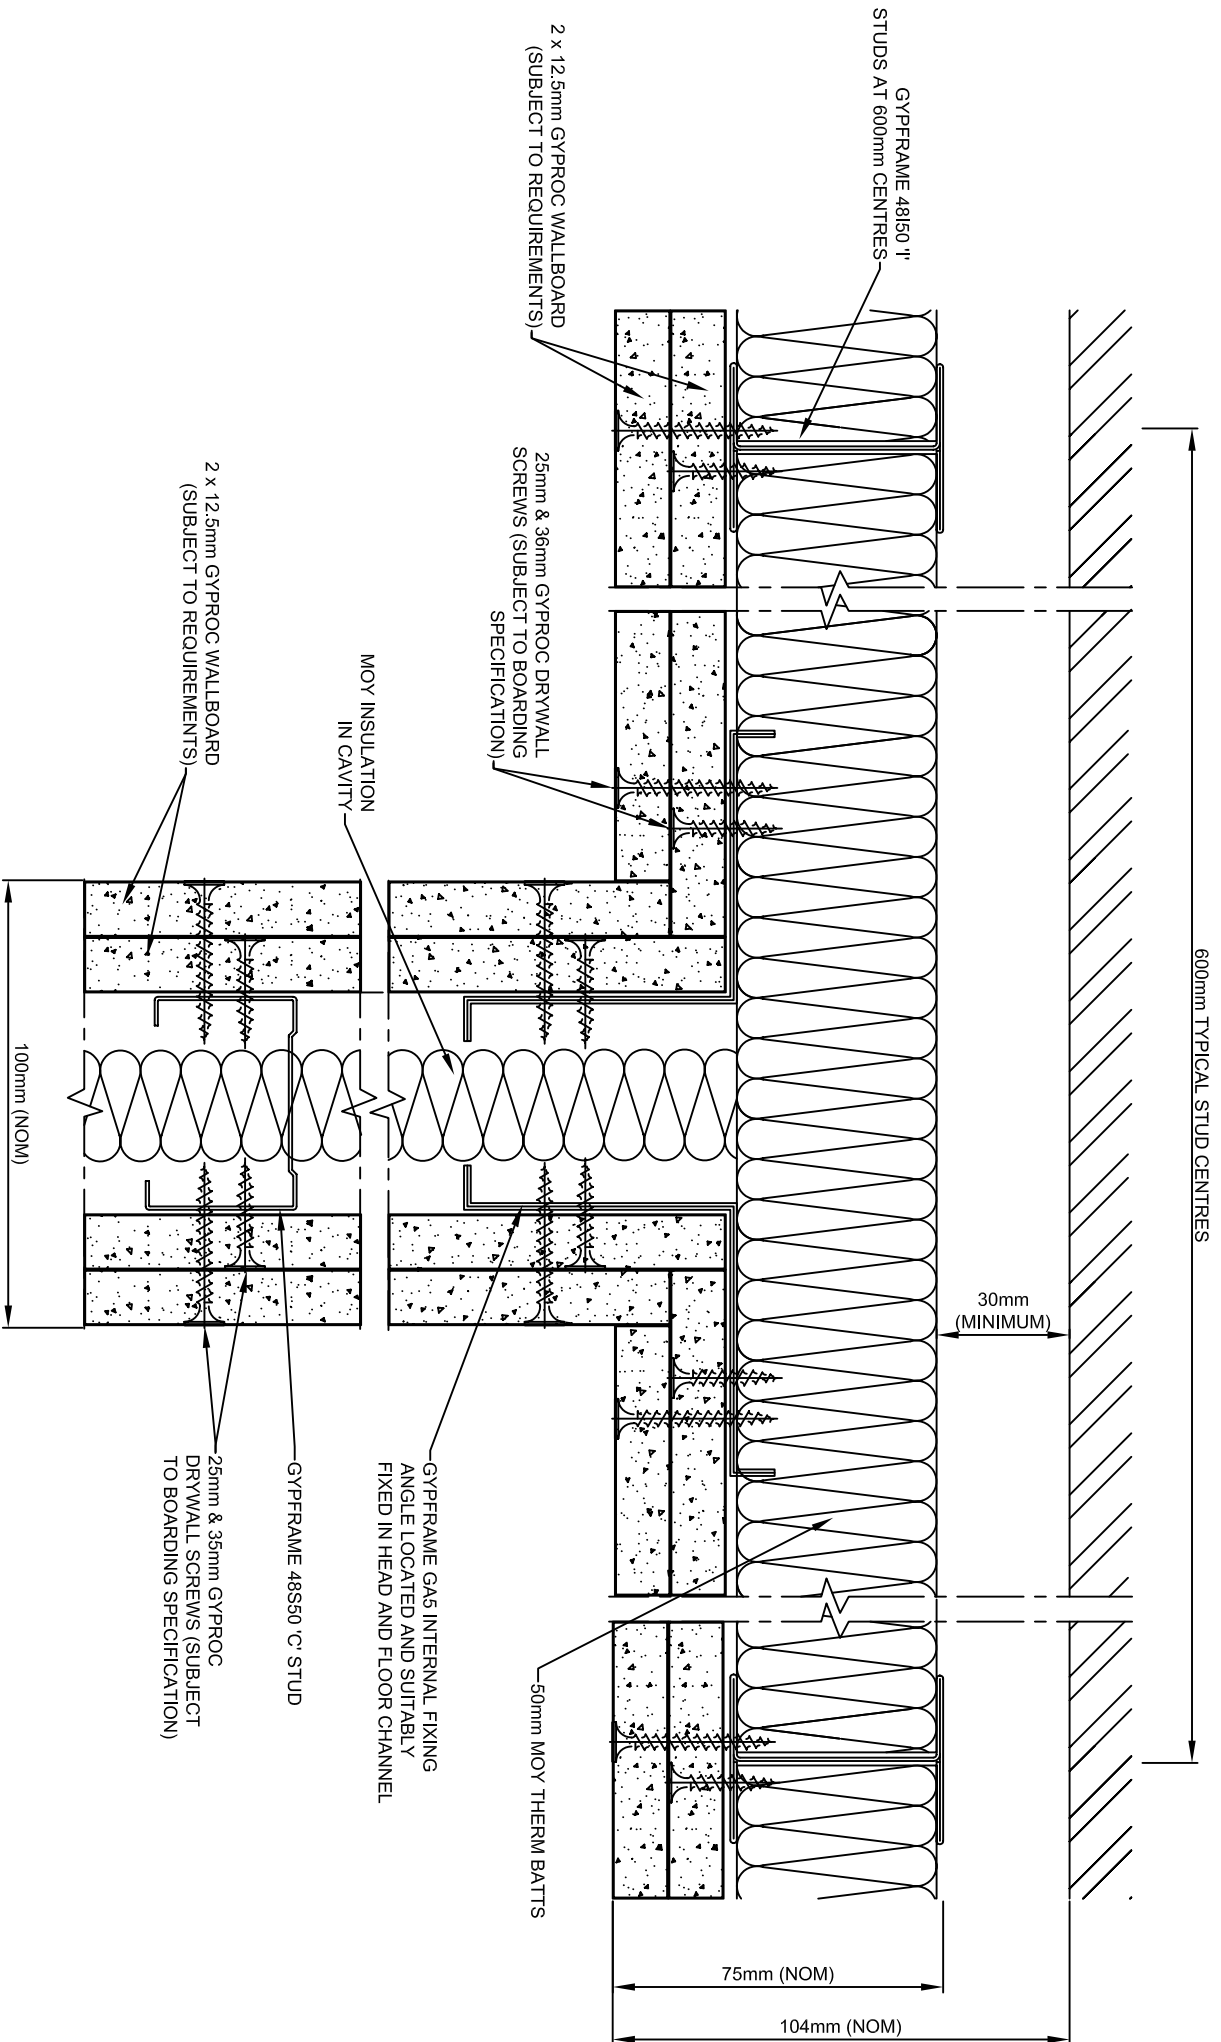 GYPFRAME 48I50 'I'
STUDS AT 600mm CENTRES
2 x 12.5mm GYPROC WALLBOARD
(SUBJECT TO REQUIREMENTS)
600mm TYPICAL STUD CENTRES
25mm & 36mm GYPROC DRYWALL
SCREWS (SUBJECT TO BOARDING
SPECIFICATION)
2 x 12.5mm GYPROC WALLBOARD
(SUBJECT TO REQUIREMENTS)
MOY INSULATION
IN CAVITY
100mm (NOM)
30mm
(MINIMUM)
25mm & 35mm GYPROC
DRYWALL SCREWS (SUBJECT
TO BOARDING SPECIFICATION)
GYPFRAME 48S50 'C' STUD
GYPFRAME GA5 INTERNAL FIXING
ANGLE LOCATED AND SUITABLY
FIXED IN HEAD AND FLOOR CHANNEL
50mm MOY THERM BATTS
75mm (NOM)
104mm (NOM)